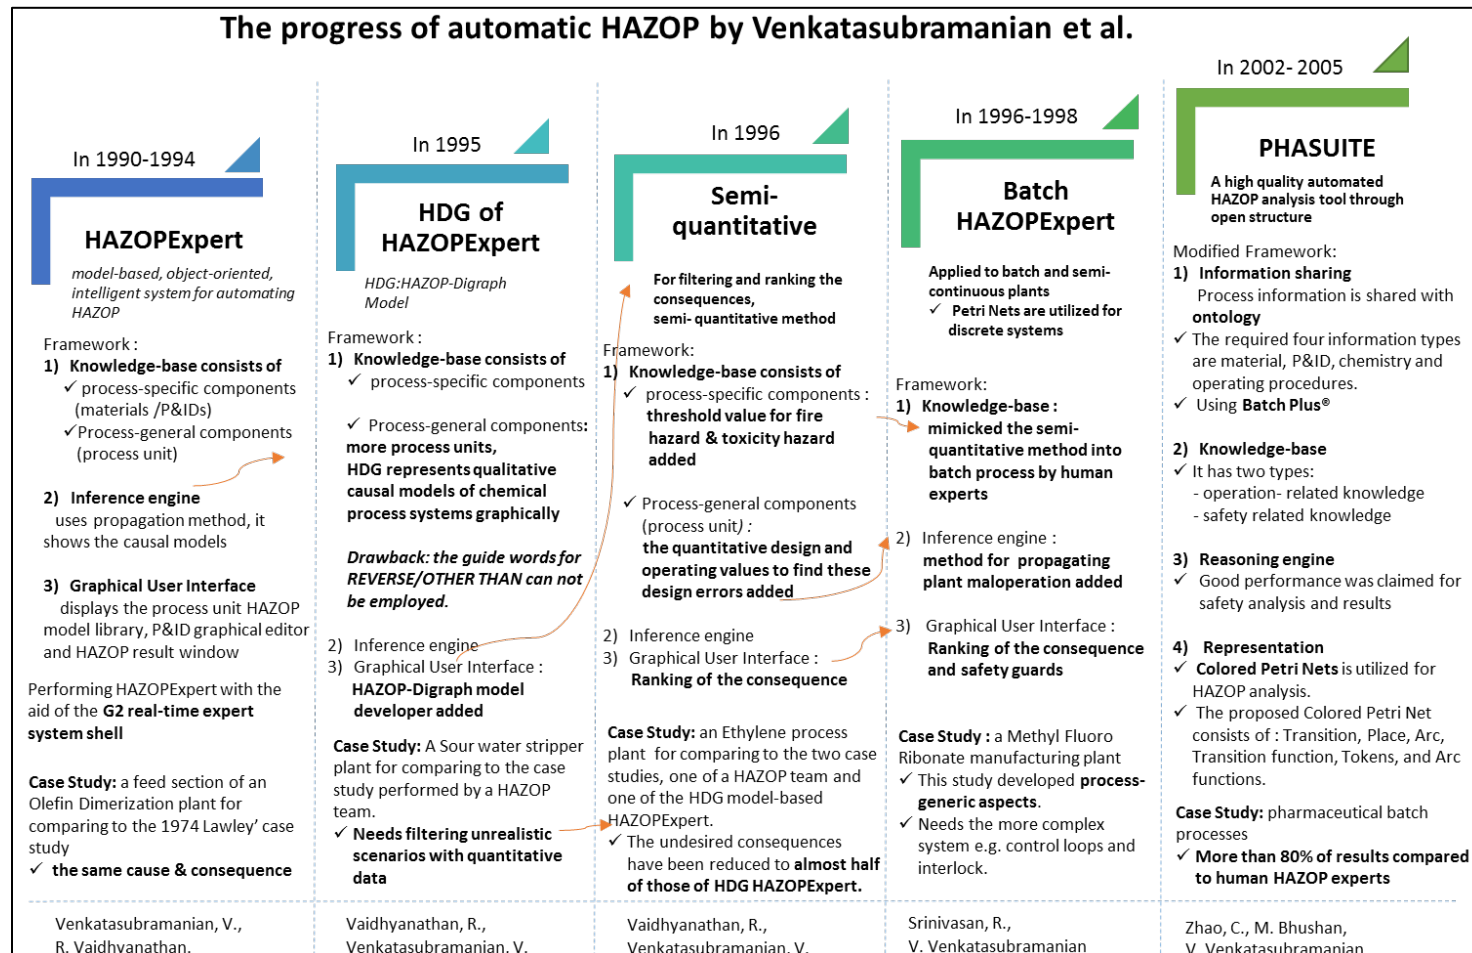 The progress of automatic HAZOP by Venkatasubramanian et al.
In 1990-1994
HAZOPExpert
model-based, object-oriented,
intelligent system for automating
HAZOP
Framework :
1) Knowledge-base consists of
✓ process-specific components
(materials /P&IDs)
✓Process-general components
(process unit)
2) Inference engine
uses propagation method, it
shows the causal models
3) Graphical User Interface
displays the process unit HAZOP
model library, P&ID graphical editor
and HAZOP result window
Performing HAZOPExpert with the
aid of the G2 real-time expert
system shell
Case Study: a feed section of an
Olefin Dimerization plant for
comparing to the 1974 Lawley' case
study
✓ the same cause & consequence
Venkatasubramanian, V.,
R. Vaidhyanathan.
In 1995
HDG of
HAZOPExpert
HDG:HAZOP-Digraph
Model
Framework :
1) Knowledge-base consists of
✓ process-specific components
✓ Process-general components:
more process units,
HDG represents qualitative
causal models of chemical
process systems graphically
Drawback: the guide words for
REVERSE/OTHER THAN can not
be employed.
2) Inference engine
3) Graphical User Interface :
HAZOP-Digraph model
developer added
Case Study: A Sour water stripper
plant for comparing to the case
study performed by a HAZOP
team.
✓ Needs filtering unrealistic
scenarios with quantitative
data
Vaidhyanathan, R.,
Venkatasubramanian, V.
In 1996
Semi-
quantitative
For filtering and ranking the
consequences,
semi- quantitative method
Framework:
1) Knowledge-base consists of
✓ process-specific components :
threshold value for fire
hazard & toxicity hazard
added
✓ Process-general components
(process unit) :
the quantitative design and
operating values to find these
design errors added
2) Inference engine
3) Graphical User Interface :
Ranking of the consequence
Case Study: an Ethylene process
plant for comparing to the two case
studies, one of a HAZOP team and
one of the HDG model-based
HAZOPExpert.
✓ The undesired consequences
have been reduced to almost half
of those of HDG HAZOPExpert.
Vaidhyanathan, R.,
Venkatasubramanian, V.
In 1996-1998
Batch
HAZOPExpert
Applied to batch and semi-
continuous plants
✓ Petri Nets are utilized for
discrete systems
Framework:
1) Knowledge-base :
mimicked the semi-
quantitative method into
batch process by human
experts
2) Inference engine :
method for propagating
plant maloperation added
3) Graphical User Interface :
Ranking of the consequence
and safety guards
Case Study : a Methyl Fluoro
Ribonate manufacturing plant
✓ This study developed process-
generic aspects.
✓ Needs the more complex
system e.g. control loops and
interlock.
Srinivasan, R.,
V. Venkatasubramanian
In 2002- 2005
PHASUITE
A high quality automated
HAZOP analysis tool through
open structure
Modified Framework:
1) Information sharing
Process information is shared with
ontology
✓ The required four information types
are material, P&ID, chemistry and
operating procedures.
✓ Using Batch Plus®
2) Knowledge-base
✓ It has two types:
- operation- related knowledge
- safety related knowledge
3) Reasoning engine
✓ Good performance was claimed for
safety analysis and results
4) Representation
✓ Colored Petri Nets is utilized for
HAZOP analysis.
✓ The proposed Colored Petri Net
consists of : Transition, Place, Arc,
Transition function, Tokens, and Arc
functions.
Case Study: pharmaceutical batch
processes
✓ More than 80% of results compared
to human HAZOP experts
Zhao, C., M. Bhushan,
V. Venkatasubramanian